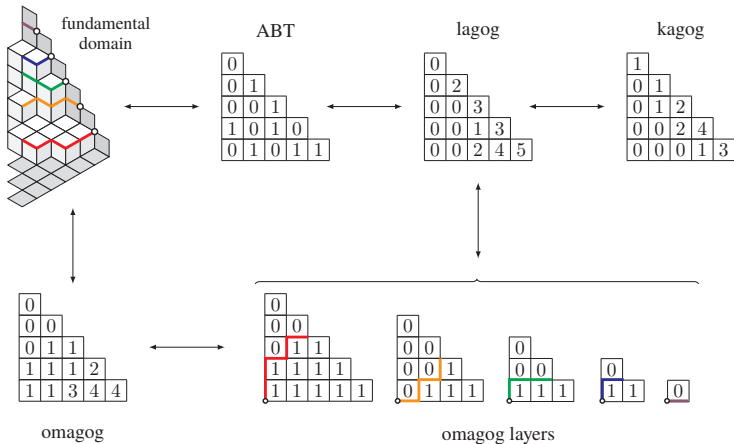 fundamental
domain
ABT
lagog
kagog
0
0 1
0 0 1
1 0 1 0
0 1 0 1 1
0
0 2
0 0 3
0 0 1 3
0 0 2 4 5
1
0 1
0 1 2
0 0 2 4
0 0 0 1 3
0
0 0
0 1 1
1 1 1 2
1 1 3 4 4
0
0 0
0 1 1
1 1 1 1
1 1 1 1 1
0
0 0
0 0 1
0 1 1 1
0
0 0
1 1 1
0
1 1
0
omagog
omagog layers